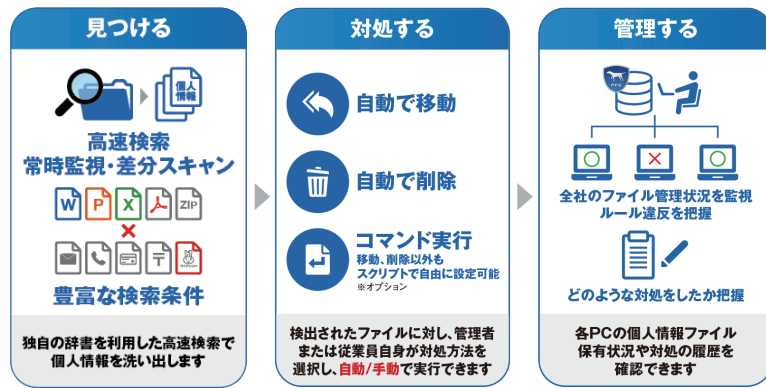 見つける
個人
情報
高速検索
常時監視・差分スキャン
W
P
X
ZIP
豊富な検索条件
独自の辞書を利用した高速検索で
個人情報を洗い出します
対処する
自動で移動
自動で削除
コマンド実行
移動、削除以外も
スクリプトで自由に設定可能
※オプション
検出されたファイルに対し、管理者
または従業員自身が対処方法を
選択し、自動/手動で実行できます
管理する
全社のファイル管理状況を監視
ルール違反を把握
どのような対処をしたか把握
各PCの個人情報ファイル
保有状況や対処の履歴を
確認できます